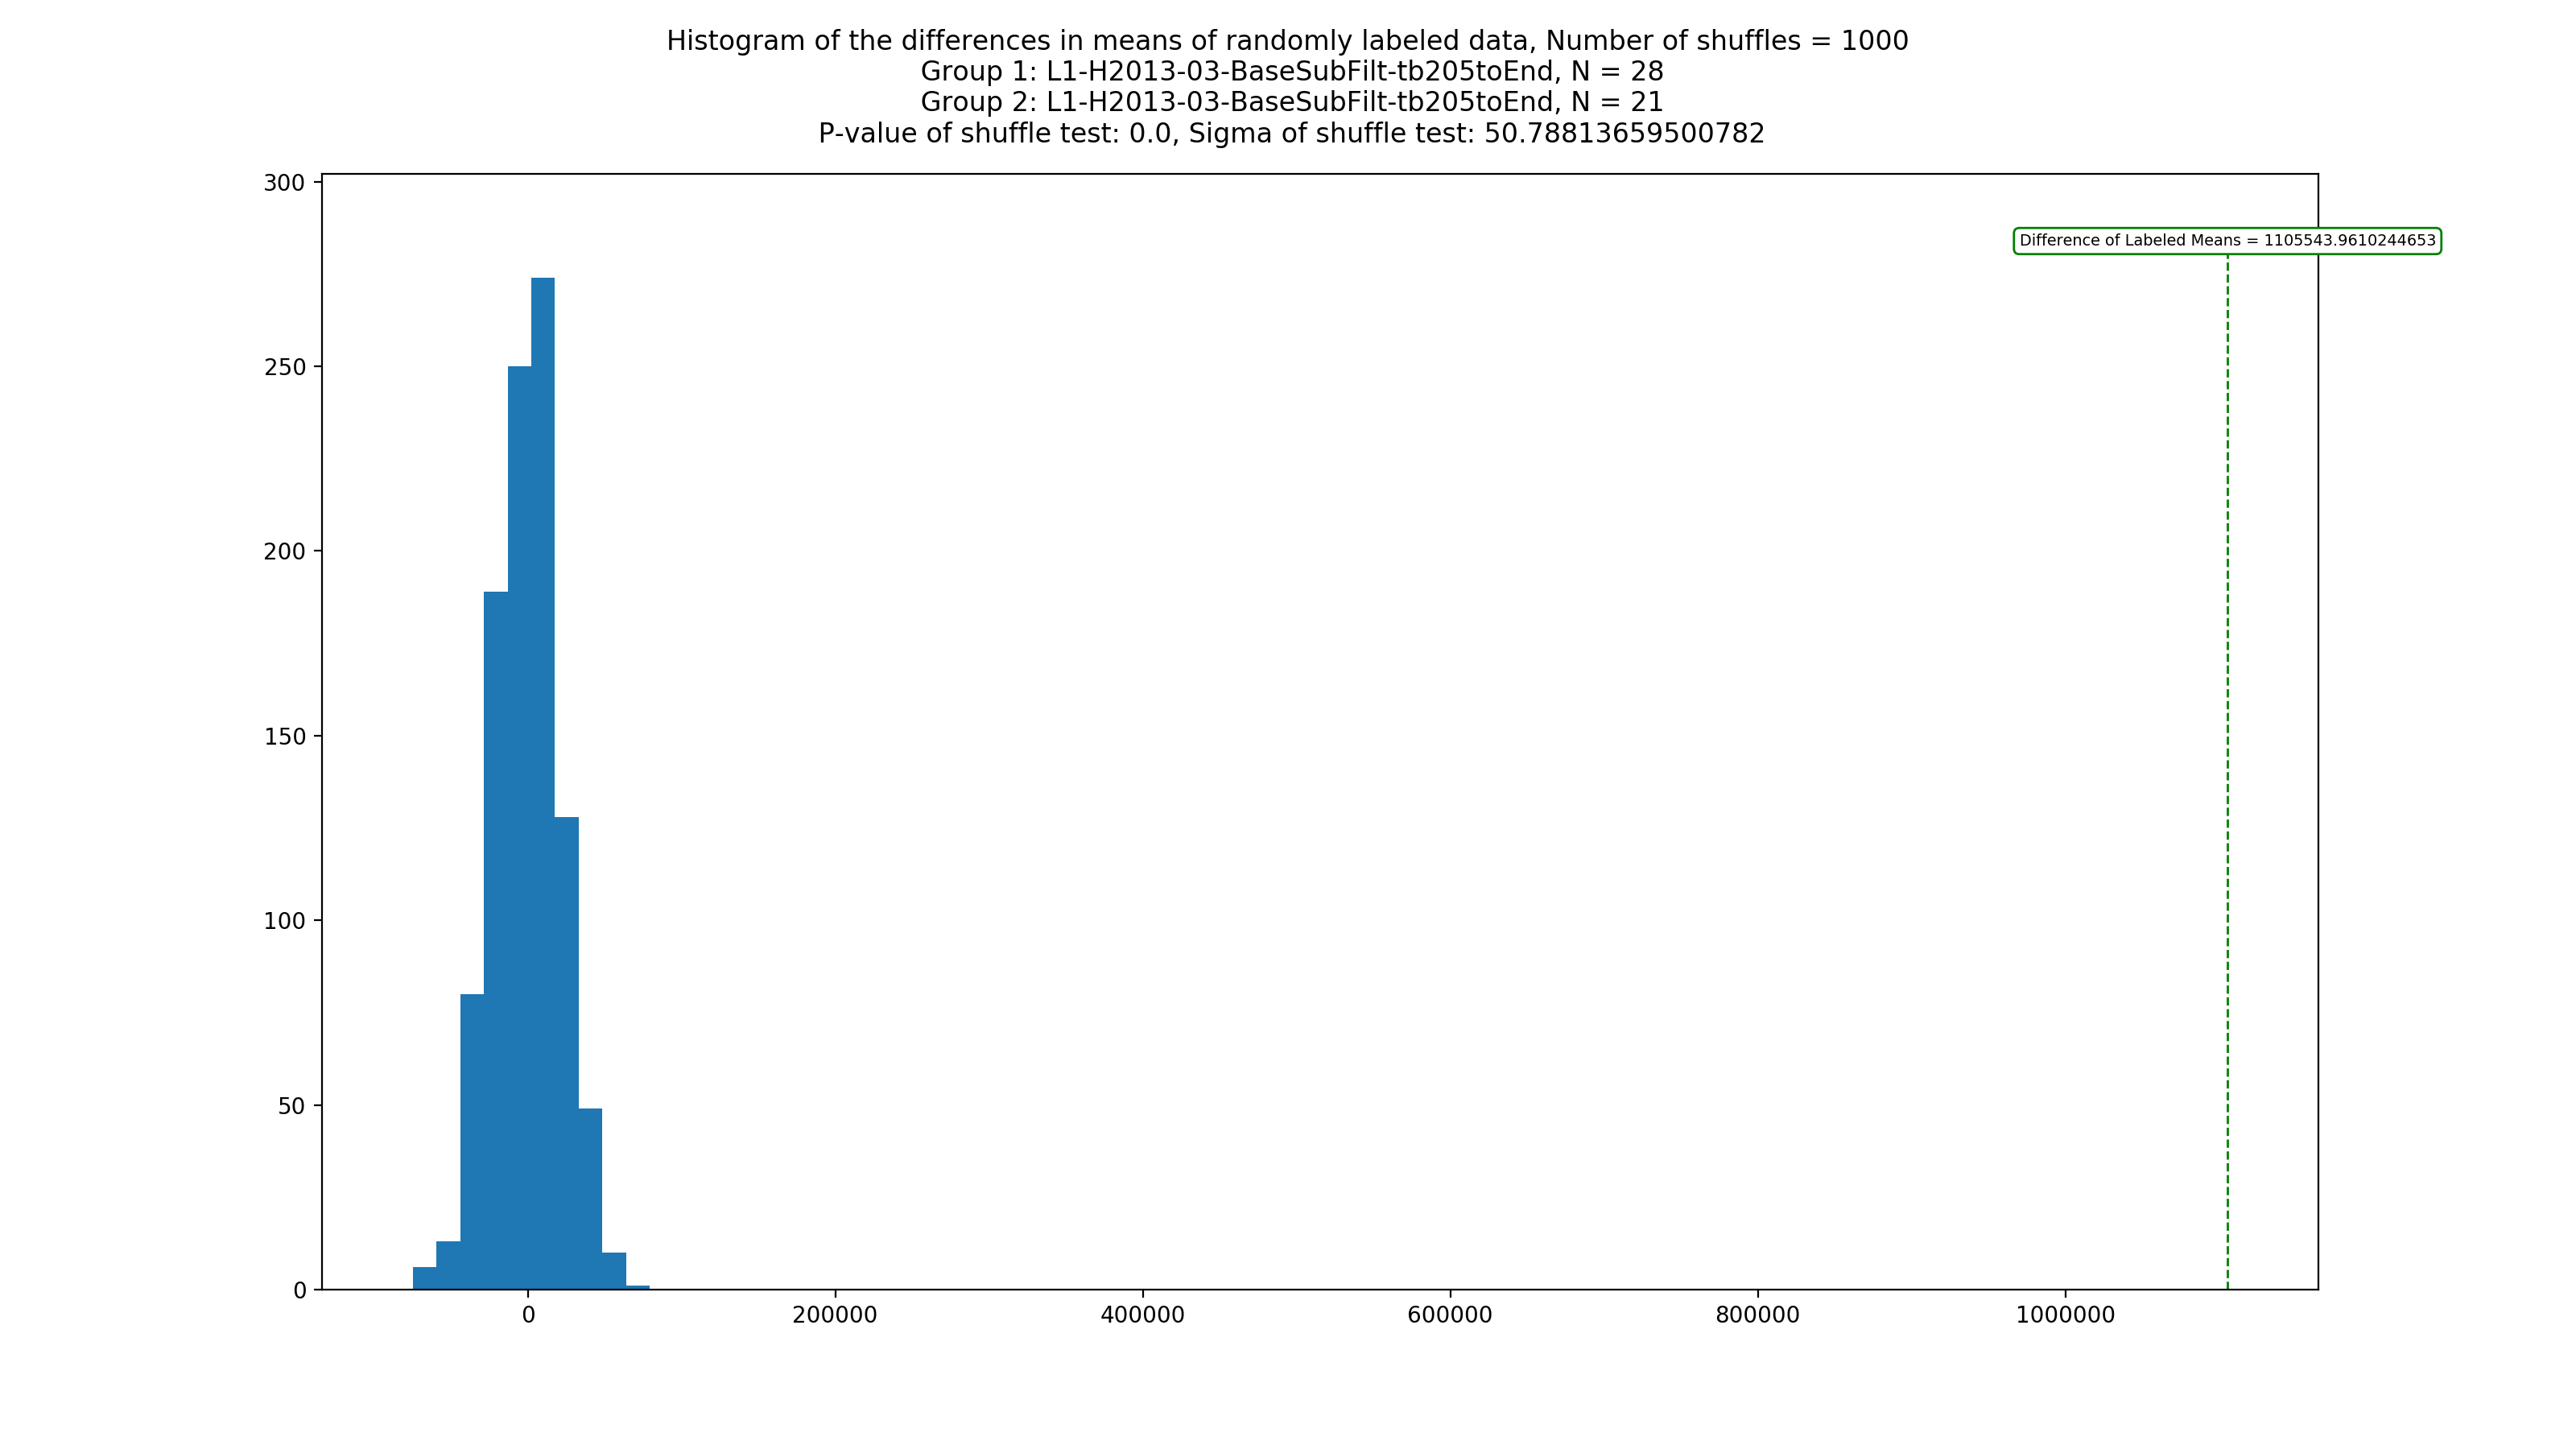 Histogram of the differences in means of randomly labeled data, Number of shuffles = 1000
Group 1: L1-H2013-03-BaseSubFilt-tb205toEnd, N = 28
Group 2: L1-H2013-03-BaseSubFilt-tb205toEnd, N = 21
P-value of shuffle test: 0.0, Sigma of shuffle test: 50.78813659500782
300
Difference of Labeled Means = 1105543.9610244653
250
200
150
100
50
0
0 200000 400000 600000 800000 1000000